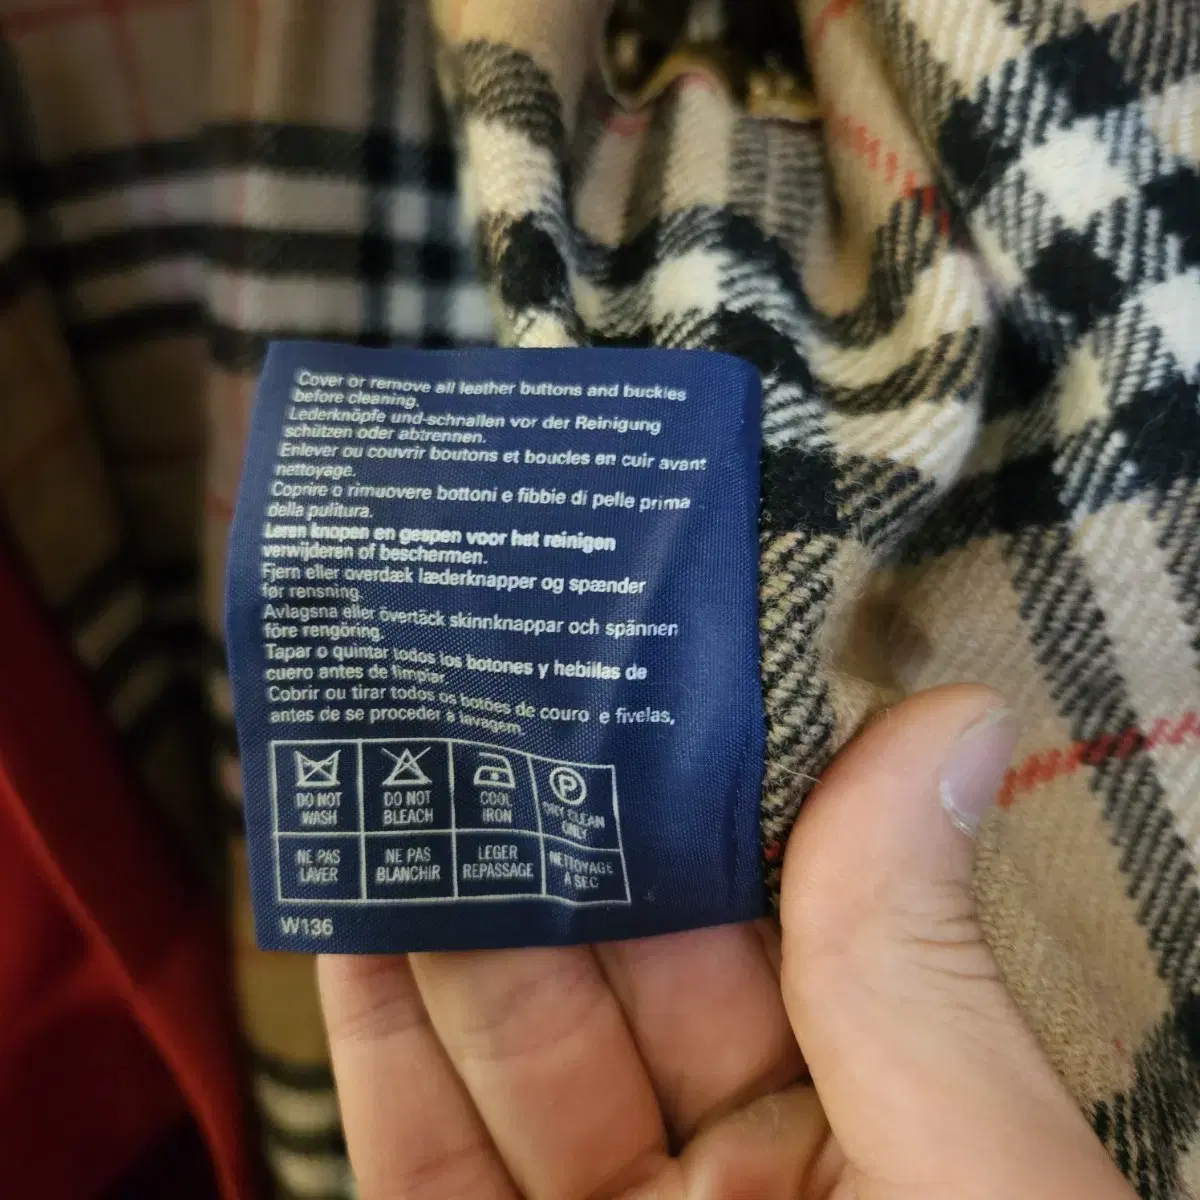 Cover or remove all leather buttons and buckles
before cleaning.
Lederknöpfe und-schnallen vor der Reinigung
schützen oder abtrennen.
Enlever ou couvrir boutons et boucles en cuir avant
nettoyage.
Coprire o rimuovere bottoni e fibbie di pelle prima
della pulitura.
Leren knopen en gespen voor het reinigen
verwijderen of beschermen.
Fjern eller overdæk læderknapper og spænder
før rensning.
Avlagsna eller övertäck skinnknappar och spännen
före rengöring.
Tapar o quintar todos los botones y hebillas de
cuero antes de limpiar.
Cobrir ou tirar todos os botões de couro e fivelas,
antes de se proceder à lavagem.
DO NOT WASH
DO NOT BLEACH
COOL IRON
P
DRY CLEAN ONLY
NE PAS LAVER
NE PAS BLANCHIR
LEGER REPASSAGE
NETTOYAGE A SEC
W136